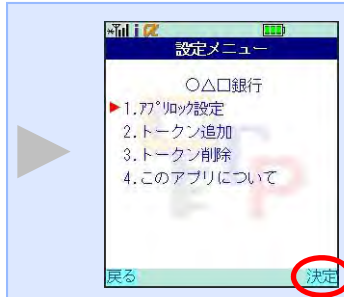 設定メニュー
○△□銀行
1.ｱﾌﾟﾘﾛｯｸ設定
2.トークン追加
3.トークン削除
4.このアプリについて
戻る
決定